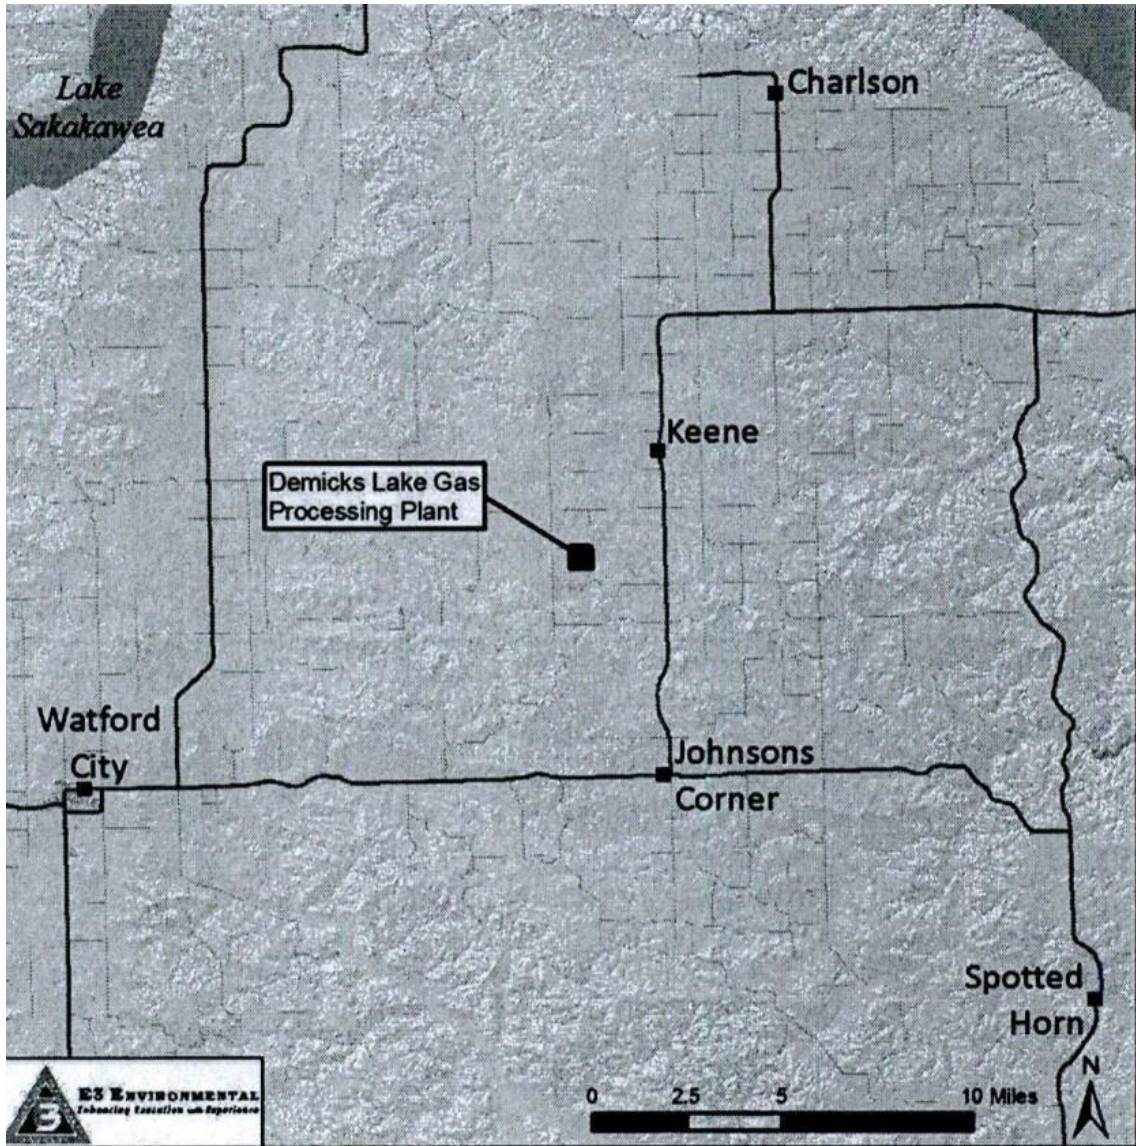 Lake
Sakakawea
Charlson
Keene
Demicks Lake Gas
Processing Plant
Watford
City
Johnsons
Corner
Spotted
Horn
N
E3 ENVIRONMENTAL
3
0 2.5 5 10 Miles